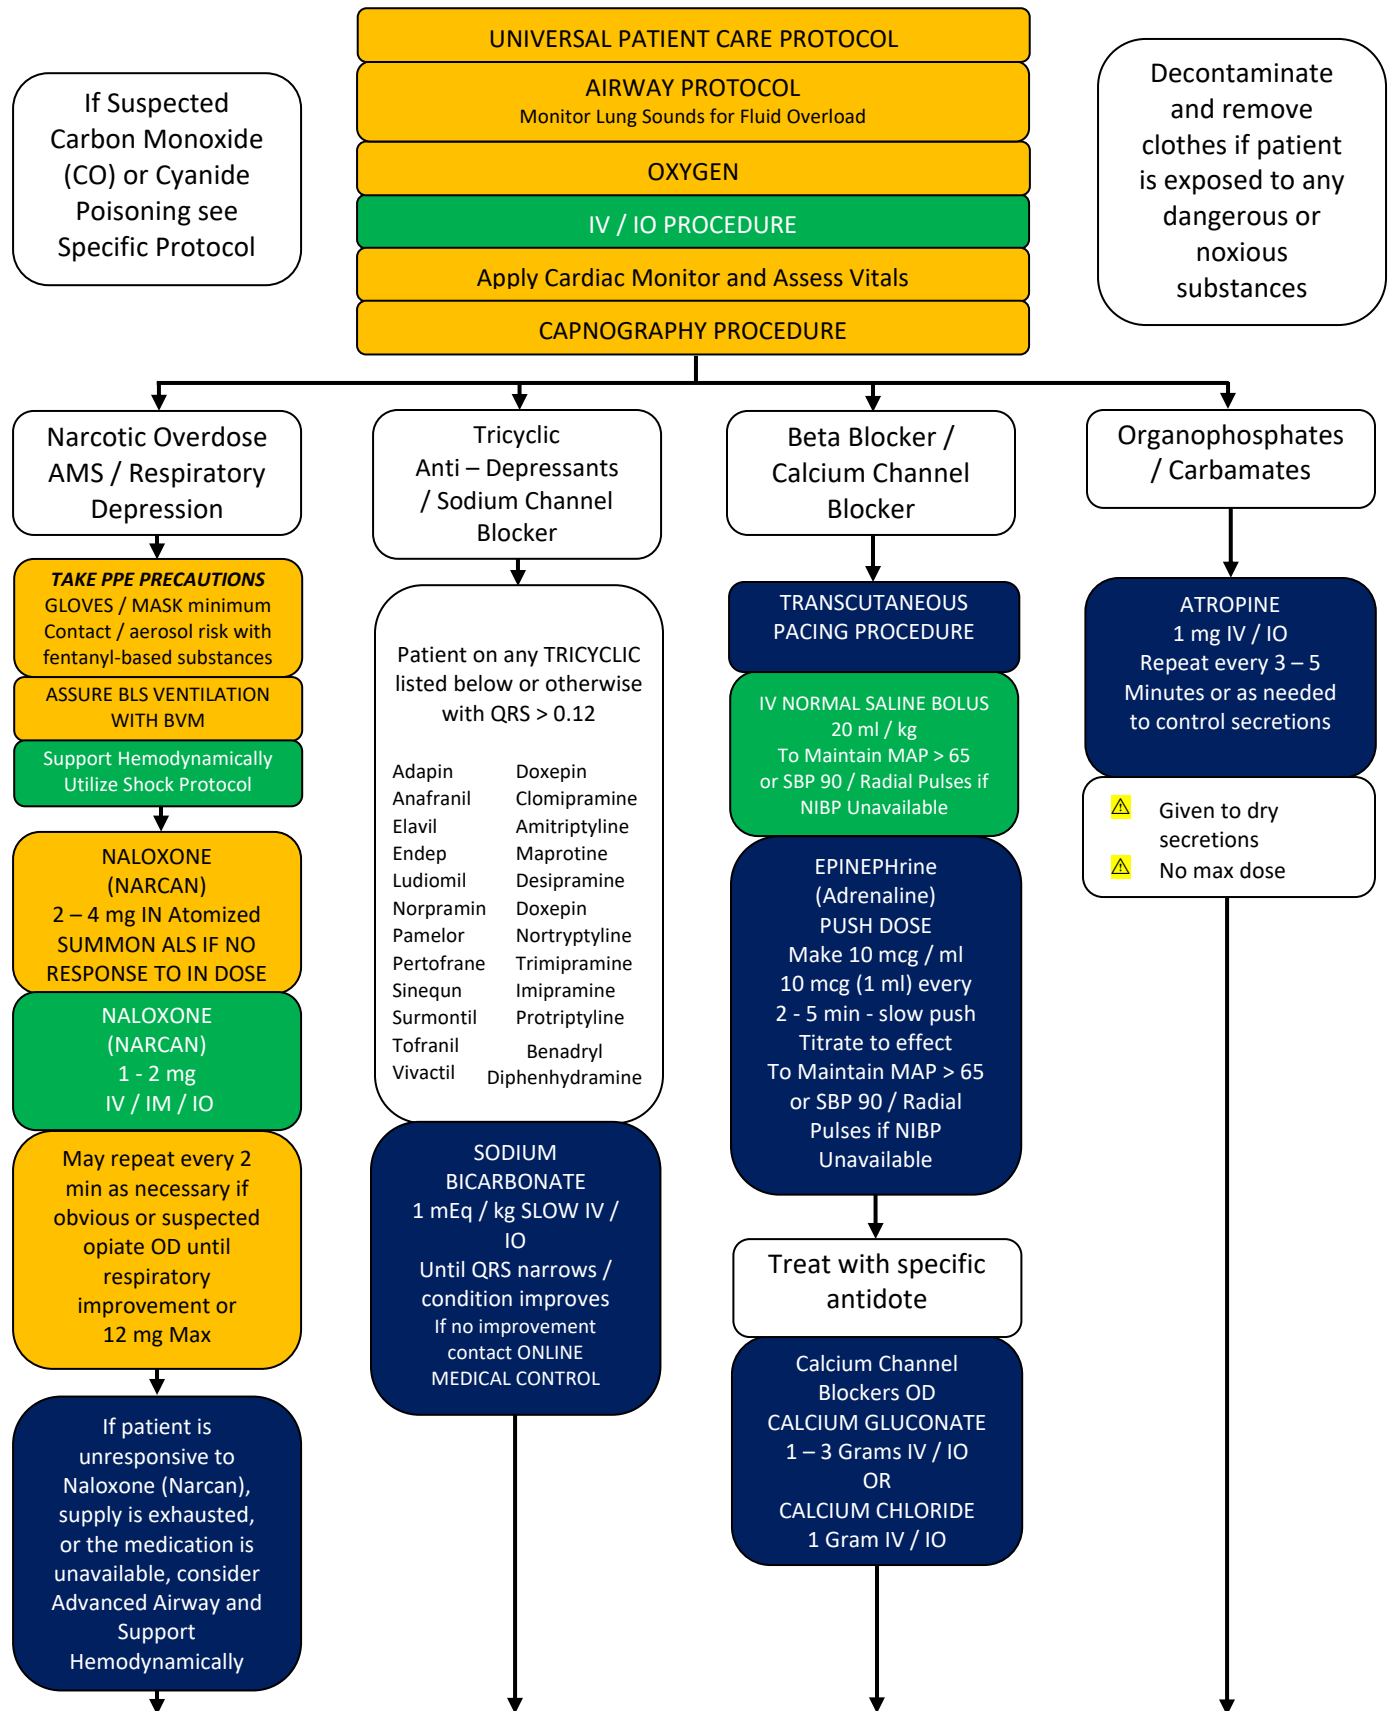 UNIVERSAL PATIENT CARE PROTOCOL
AIRWAY PROTOCOL
Monitor Lung Sounds for Fluid Overload
OXYGEN
IV / IO PROCEDURE
Apply Cardiac Monitor and Assess Vitals
CAPNOGRAPHY PROCEDURE
If Suspected
Carbon Monoxide
(CO) or Cyanide
Poisoning see
Specific Protocol
Decontaminate
and remove
clothes if patient
is exposed to any
dangerous or
noxious
substances
Narcotic Overdose
AMS / Respiratory
Depression
TAKE PPE PRECAUTIONS
GLOVES / MASK minimum
Contact / aerosol risk with
fentanyl-based substances
ASSURE BLS VENTILATION
WITH BVM
Support Hemodynamically
Utilize Shock Protocol
NALOXONE
(NARCAN)
2 – 4 mg IN Atomized
SUMMON ALS IF NO
RESPONSE TO IN DOSE
NALOXONE
(NARCAN)
1 - 2 mg
IV / IM / IO
May repeat every 2
min as necessary if
obvious or suspected
opiate OD until
respiratory
improvement or
12 mg Max
If patient is
unresponsive to
Naloxone (Narcan),
supply is exhausted,
or the medication is
unavailable, consider
Advanced Airway and
Support
Hemodynamically
Tricyclic
Anti – Depressants
/ Sodium Channel
Blocker
Patient on any TRICYCLIC
listed below or otherwise
with QRS > 0.12
Adapin Doxepin
Anafranil Clomipramine
Elavil Amitriptyline
Endep Maprotine
Ludiomil Desipramine
Norpramin Doxepin
Pamelor Nortryptyline
Pertofrane Trimipramine
Sinequn Imipramine
Surmontil Protriptyline
Tofranil Benadryl
Vivactil Diphenhydramine
SODIUM
BICARBONATE
1 mEq / kg SLOW IV /
IO
Until QRS narrows /
condition improves
If no improvement
contact ONLINE
MEDICAL CONTROL
Beta Blocker /
Calcium Channel
Blocker
TRANSCUTANEOUS
PACING PROCEDURE
IV NORMAL SALINE BOLUS
20 ml / kg
To Maintain MAP > 65
or SBP 90 / Radial Pulses if
NIBP Unavailable
EPINEPHrine
(Adrenaline)
PUSH DOSE
Make 10 mcg / ml
10 mcg (1 ml) every
2 - 5 min - slow push
Titrate to effect
To Maintain MAP > 65
or SBP 90 / Radial
Pulses if NIBP
Unavailable
Treat with specific
antidote
Calcium Channel
Blockers OD
CALCIUM GLUCONATE
1 – 3 Grams IV / IO
OR
CALCIUM CHLORIDE
1 Gram IV / IO
Organophosphates
/ Carbamates
ATROPINE
1 mg IV / IO
Repeat every 3 – 5
Minutes or as needed
to control secretions
⚠ Given to dry
secretions
⚠ No max dose